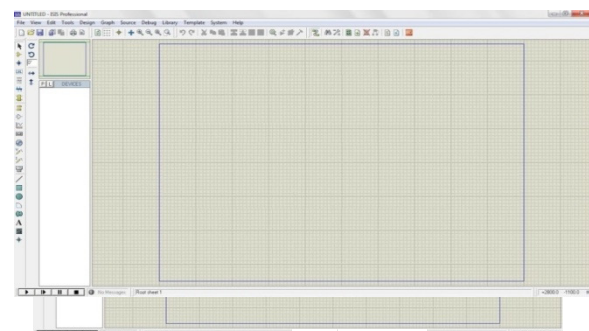 UNTITLED - ISIS Professional
File View Edit Tools Design Graph Source Debug Library Template System Help
P L DEVICES
No Messages Root sheet 1